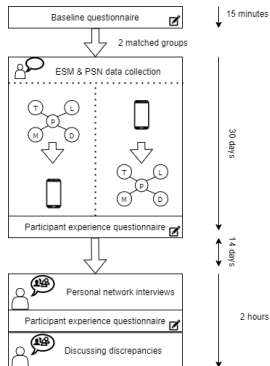 Baseline questionnaire
15 minutes
2 matched groups
ESM & PSN data collection
T
L
P
M
D
T
L
P
M
D
30 days
Participant experience questionnaire
14 days
Personal network interviews
Participant experience questionnaire
2 hours
Discussing discrepancies